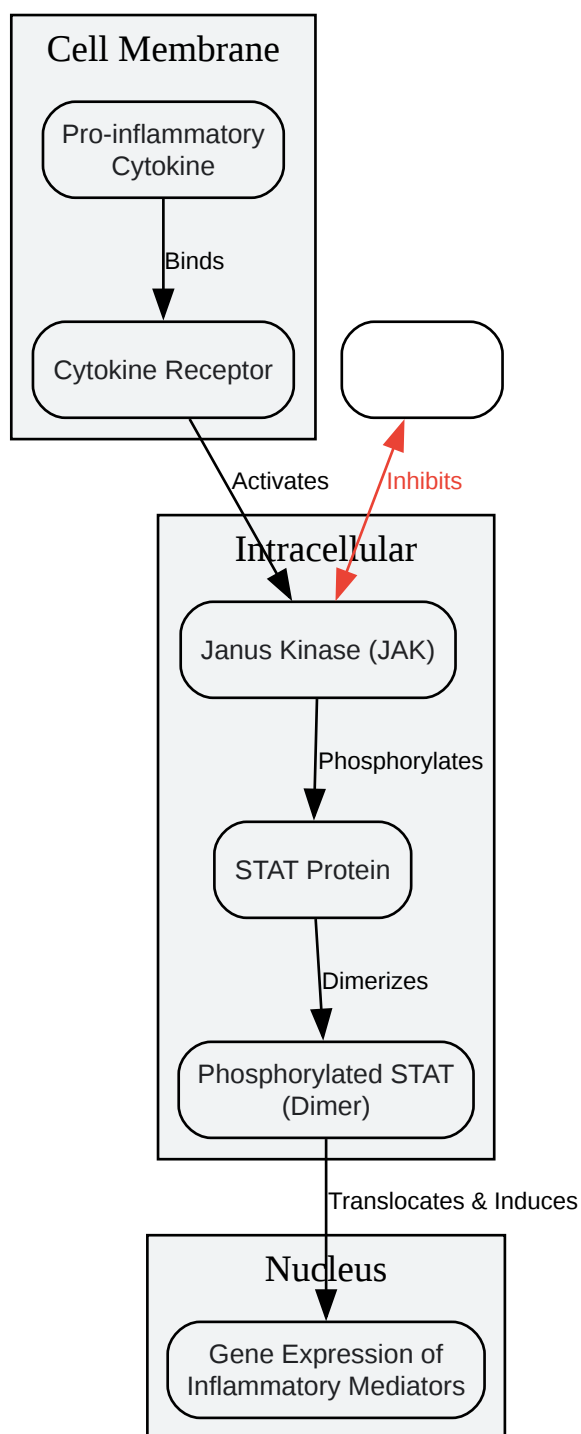 Cell Membrane
Pro-inflammatory
Cytokine
Binds
Cytokine Receptor
Activates
Inhibits
Intracellular
Janus Kinase (JAK)
Phosphorylates
STAT Protein
Dimerizes
Phosphorylated STAT
(Dimer)
Translocates & Induces
Nucleus
Gene Expression of
Inflammatory Mediators